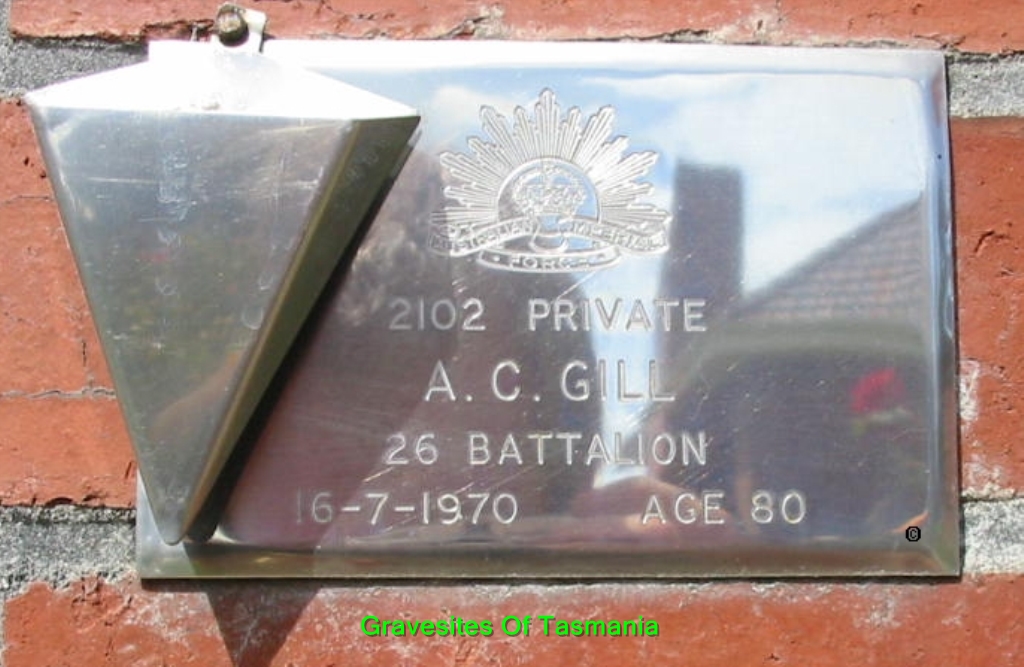 AUSTRALIAN IMPERIAL
FORCE
2102 PRIVATE
A. C. GILL
26 BATTALION
16-7-1970 AGE 80
©
Gravesites Of Tasmania